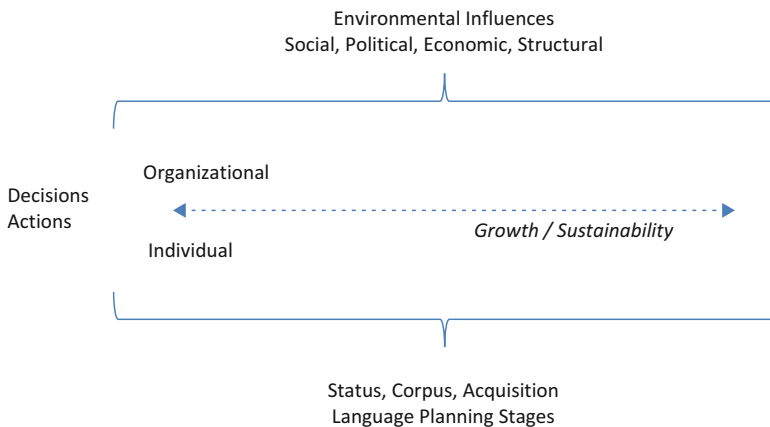 Environmental Influences
Social, Political, Economic, Structural
Organizational
Decisions
Actions
Growth / Sustainability
Individual
Status, Corpus, Acquisition
Language Planning Stages